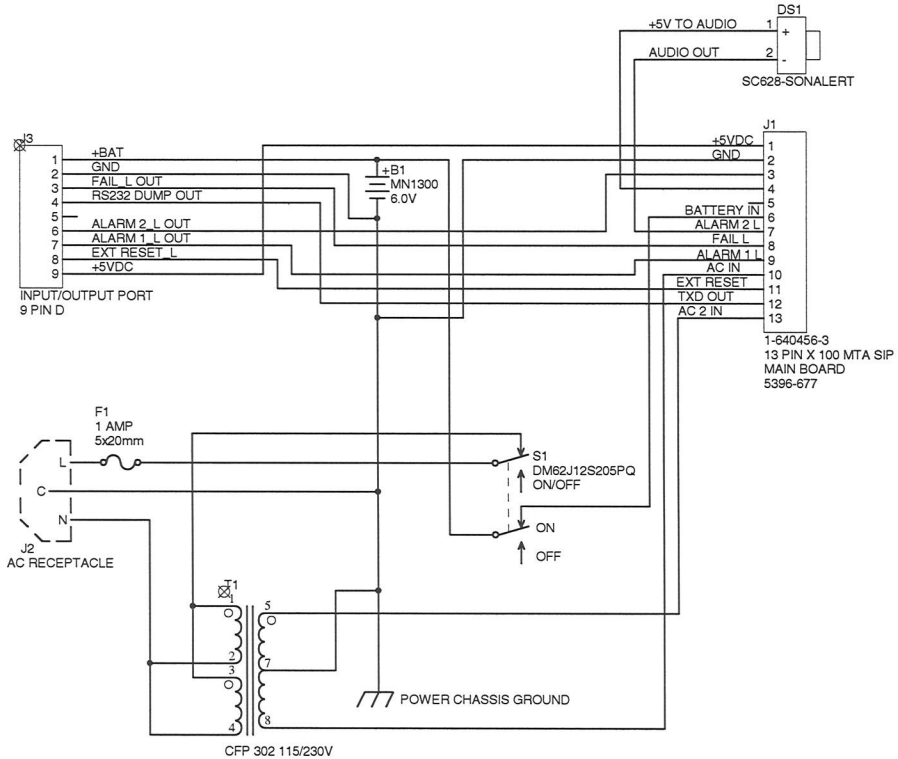 DS1
+5V TO AUDIO 1 +
AUDIO OUT 2 -
SC628-SONALERT
J3
1 +BAT
2 GND
3 FAIL_L OUT
4 RS232 DUMP OUT
5
6 ALARM 2_L OUT
7 ALARM 1_L OUT
8 EXT RESET_L
9 +5VDC
INPUT/OUTPUT PORT
9 PIN D
+B1
MN1300
6.0V
J1
+5VDC 1
GND 2
3
4
5
BATTERY IN 6
ALARM 2 L 7
FAIL L 8
ALARM 1 L 9
AC IN 10
EXT RESET 11
TXD OUT 12
AC 2 IN 13
1-640456-3
13 PIN X 100 MTA SIP
MAIN BOARD
5396-677
F1
1 AMP
5x20mm
L
C
N
J2
AC RECEPTACLE
S1
DM62J12S205PQ
ON/OFF
ON
OFF
T1
1
2
3
4
5
7
8
CFP 302 115/230V
POWER CHASSIS GROUND